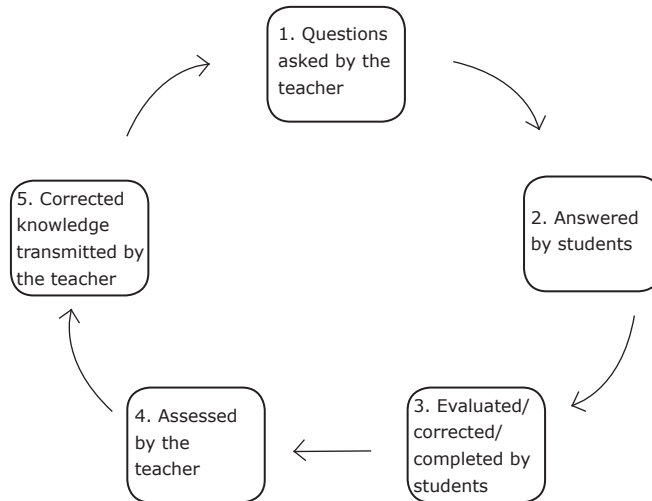 1. Questions
asked by the
teacher
2. Answered
by students
3. Evaluated/
corrected/
completed by
students
4. Assessed
by the
teacher
5. Corrected
knowledge
transmitted by
the teacher